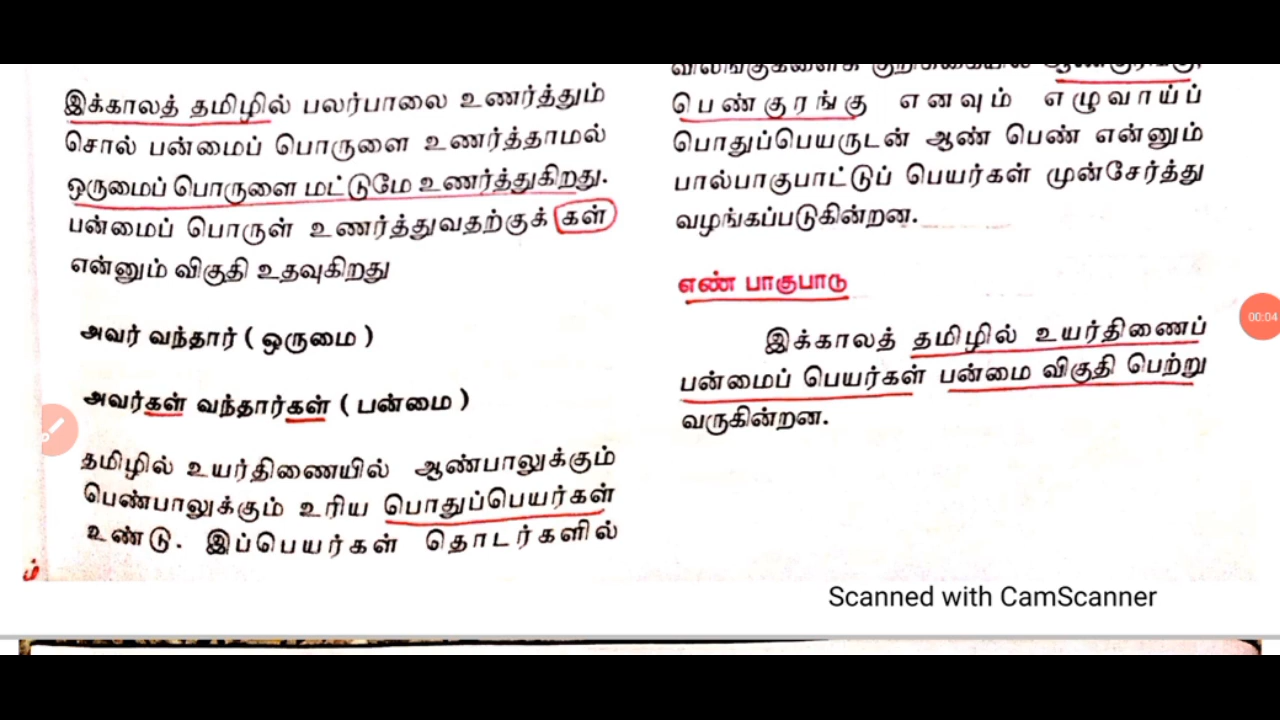 இக்காலத் தமிழில் பலர்பாலை உணர்த்தும்
சொல் பன்மைப் பொருளை உணர்த்தாமல்
ஒருமைப் பொருளை மட்டுமே உணர்த்துகிறது.
பன்மைப் பொருள் உணர்த்துவதற்குக் கள்
என்னும் விகுதி உதவுகிறது
அவர் வந்தார் ( ஒருமை )
அவர்கள் வந்தார்கள் ( பன்மை )
தமிழில் உயர்திணையில் ஆண்பாலுக்கும்
பெண்பாலுக்கும் உரிய பொதுப்பெயர்கள்
உண்டு. இப்பெயர்கள் தொடர்களில்
பெண்குரங்கு எனவும் எழுவாய்ப்
பொதுப்பெயருடன் ஆண் பெண் என்னும்
பால்பாகுபாட்டுப் பெயர்கள் முன்சேர்த்து
வழங்கப்படுகின்றன.
எண் பாகுபாடு
இக்காலத் தமிழில் உயர்திணைப்
பன்மைப் பெயர்கள் பன்மை விகுதி பெற்று
வருகின்றன.
00:04
Scanned with CamScanner